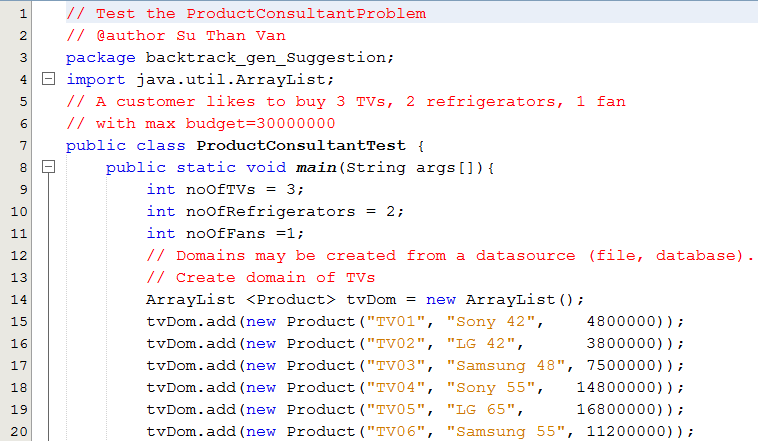 1 // Test the ProductConsultantProblem
2 // @author Su Than Van
3 package backtrack_gen_Suggestion;
4 import java.util.ArrayList;
5 // A customer likes to buy 3 TVs, 2 refrigerators, 1 fan
6 // with max budget=30000000
7 public class ProductConsultantTest {
8 public static void main(String args[]){
9 int noOfTVs = 3;
10 int noOfRefrigerators = 2;
11 int noOfFans =1;
12 // Domains may be created from a datasource (file, database).
13 // Create domain of TVs
14 ArrayList <Product> tvDom = new ArrayList();
15 tvDom.add(new Product("TV01", "Sony 42", 4800000));
16 tvDom.add(new Product("TV02", "LG 42", 3800000));
17 tvDom.add(new Product("TV03", "Samsung 48", 7500000));
18 tvDom.add(new Product("TV04", "Sony 55", 14800000));
19 tvDom.add(new Product("TV05", "LG 65", 16800000));
20 tvDom.add(new Product("TV06", "Samsung 55", 11200000));